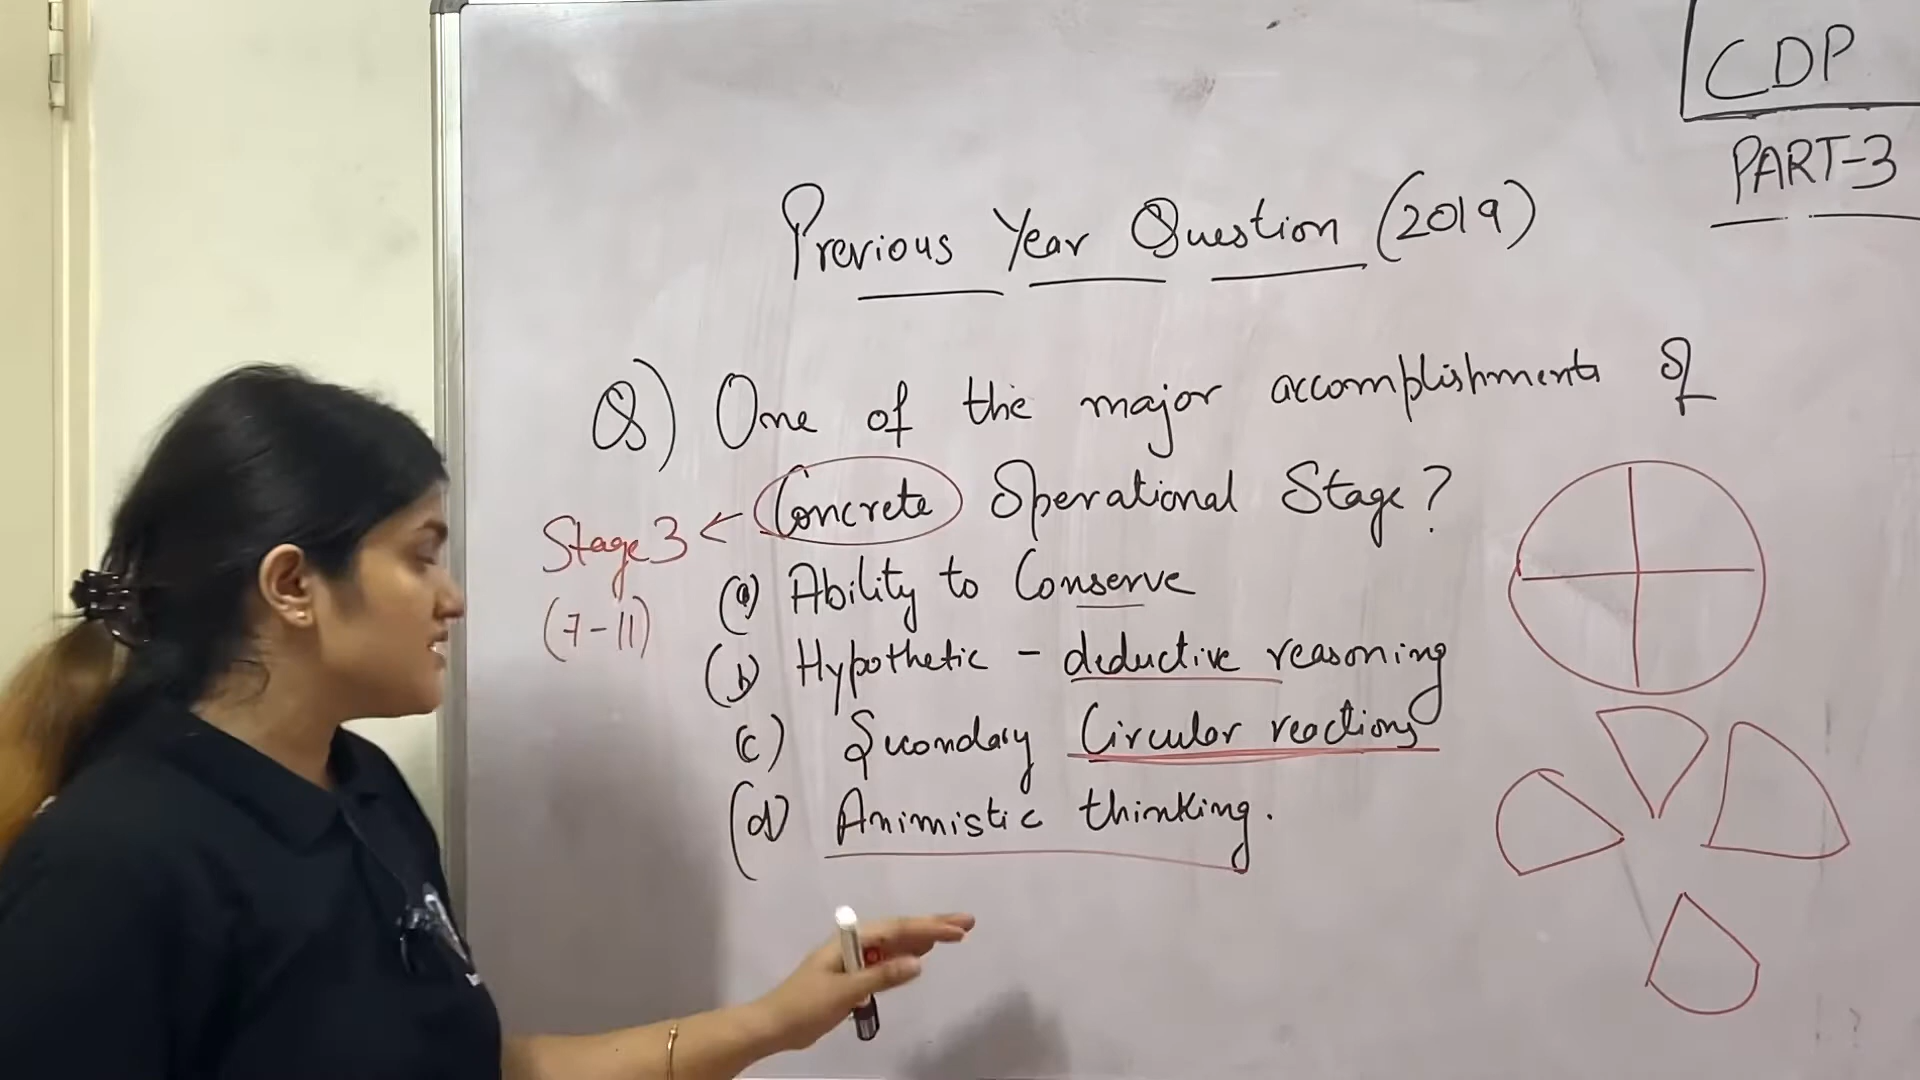 CDP
PART-3
Previous Year Question (2019)
Q) One of the major accomplishments of
Concrete Operational Stage?
Stage 3 ←
(7-11)
(a) Ability to Conserve
(b) Hypothetic - deductive reasoning
(c) Secondary Circular reactions
(d) Animistic thinking.